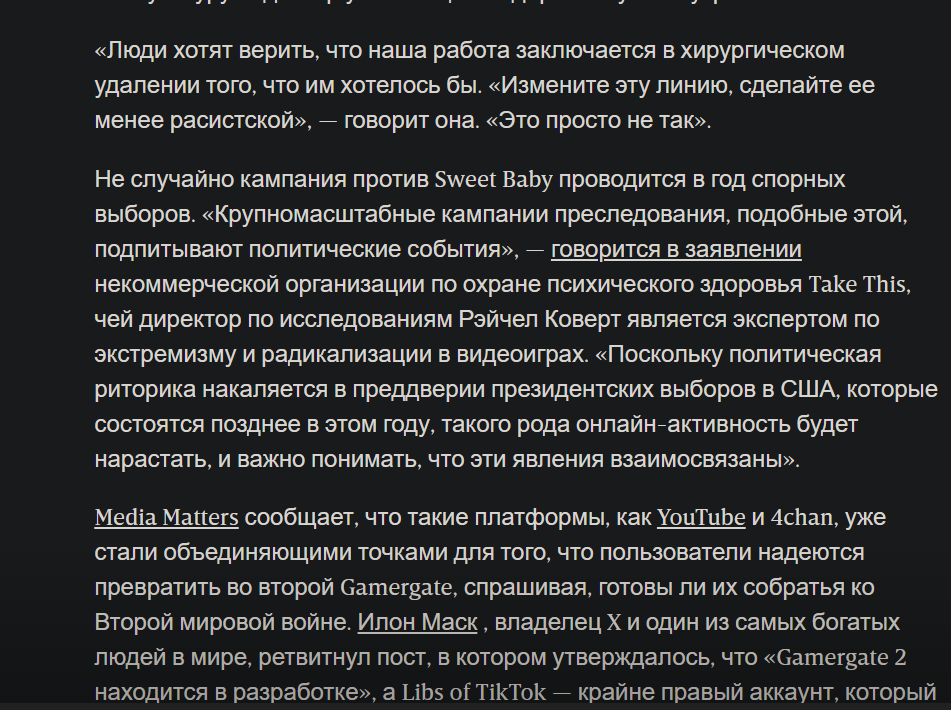 «Люди хотят верить, что наша работа заключается в хирургическом
удалении того, что им хотелось бы. «Измените эту линию, сделайте ее
менее расистской», — говорит она. «Это просто не так».
Не случайно кампания против Sweet Baby проводится в год спорных
выборов. «Крупномасштабные кампании преследования, подобные этой,
подпитывают политические события», — говорится в заявлении
некоммерческой организации по охране психического здоровья Take This,
чей директор по исследованиям Рэйчел Коверт является экспертом по
экстремизму и радикализации в видеоиграх. «Поскольку политическая
риторика накаляется в преддверии президентских выборов в США, которые
состоятся позднее в этом году, такого рода онлайн-активность будет
нарастать, и важно понимать, что эти явления взаимосвязаны».
Media Matters сообщает, что такие платформы, как YouTube и 4chan, уже
стали объединяющими точками для того, что пользователи надеются
превратить во второй Gamergate, спрашивая, готовы ли их собратья ко
Второй мировой войне. Илон Маск , владелец X и один из самых богатых
людей в мире, ретвитнул пост, в котором утверждалось, что «Gamergate 2
находится в разработке», а Libs of TikTok — крайне правый аккаунт, который